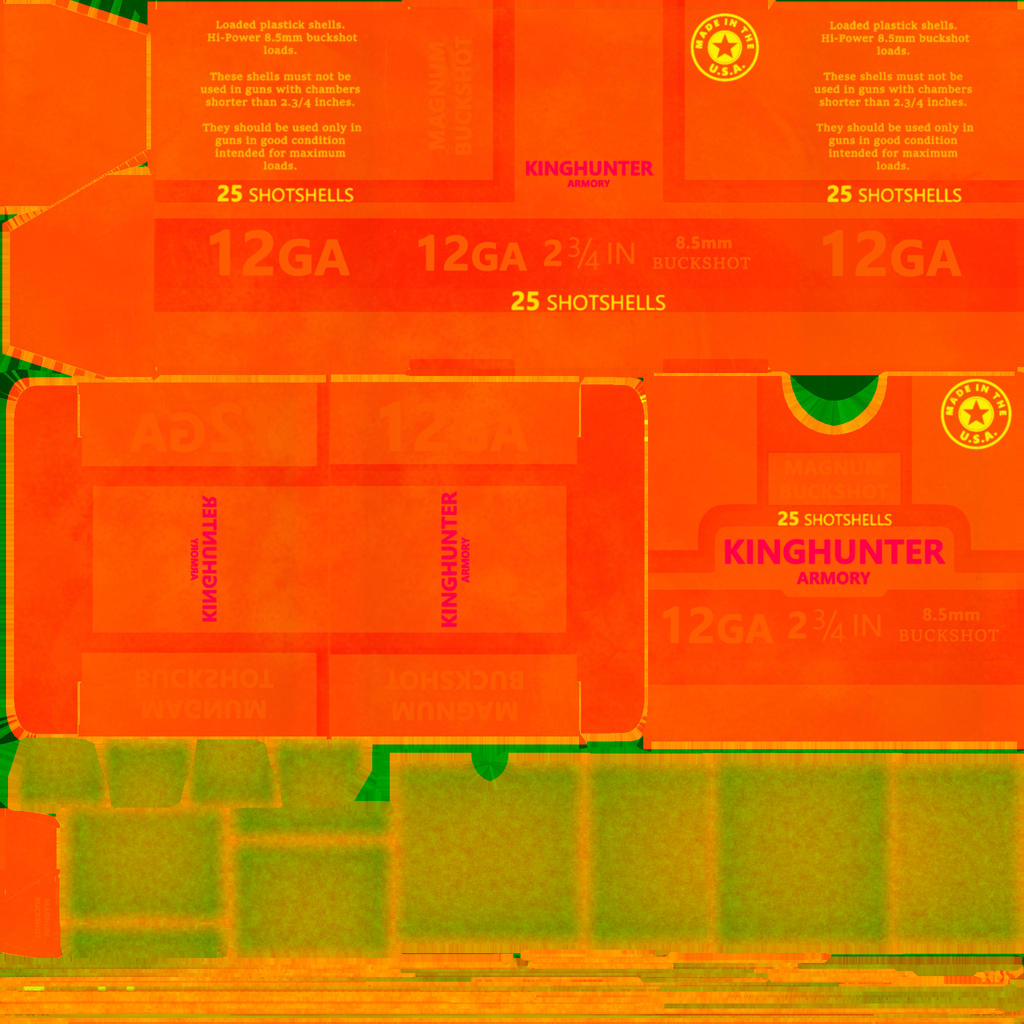 Loaded plastick shells.
Hi-Power 8.5mm buckshot
loads.
These shells must not be
used in guns with chambers
shorter than 2.3/4 inches.
They should be used only in
guns in good condition
intended for maximum
loads.
25 SHOTSHELLS
MAGNUM
BUCKSHOT
KINGHUNTER
ARMORY
MADE IN THE
U.S.A.
Loaded plastick shells.
Hi-Power 8.5mm buckshot
loads.
These shells must not be
used in guns with chambers
shorter than 2.3/4 inches.
They should be used only in
guns in good condition
intended for maximum
loads.
25 SHOTSHELLS
12GA
12GA 2 3/4 IN
8.5mm
BUCKSHOT
12GA
25 SHOTSHELLS
12GA
12GA
KINGHUNTER
ARMORY
KINGHUNTER
ARMORY
MAGNUM
BUCKSHOT
MAGNUM
BUCKSHOT
MADE IN THE
U.S.A.
MAGNUM
BUCKSHOT
25 SHOTSHELLS
KINGHUNTER
ARMORY
12GA 2 3/4 IN
8.5mm
BUCKSHOT